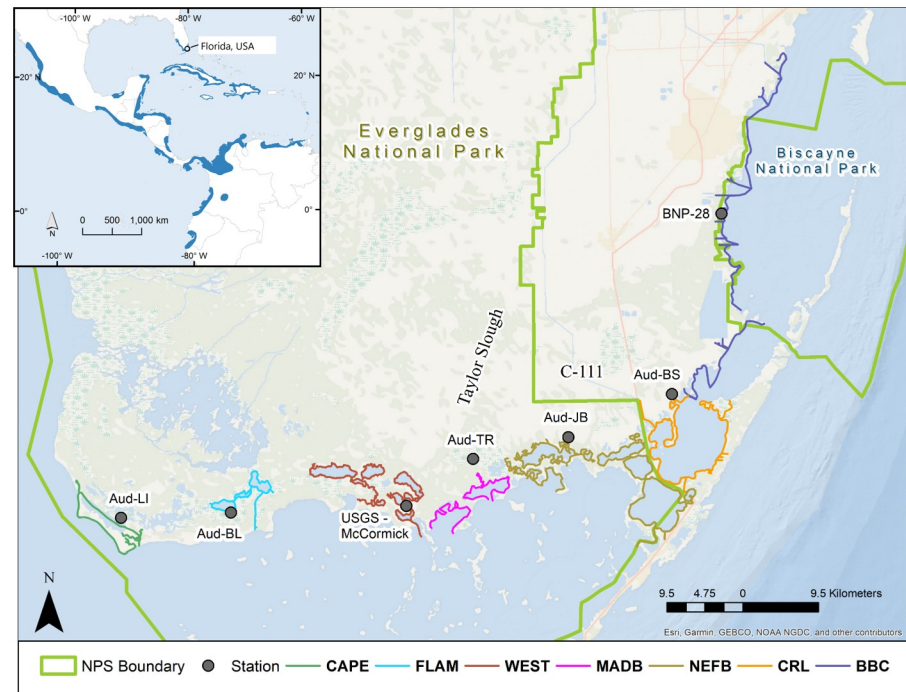 -100° W
-80° W
-60° W
Florida, USA
20° N
20° N
0°
0°
N
0 500 1,000 km
-100° W
-80° W
-60° W
Everglades
National Park
Biscayne
National Park
BNP-28
Taylor Slough
C-111
Aud-BS
Aud-JB
Aud-TR
Aud-LI
Aud-BL
USGS -
McCormick
N
9.5 4.75 0 9.5 Kilometers
Esri, Garmin, GEBCO, NOAA NGDC, and other contributors
NPS Boundary Station CAPE FLAM WEST MADB NEFB CRL BBC